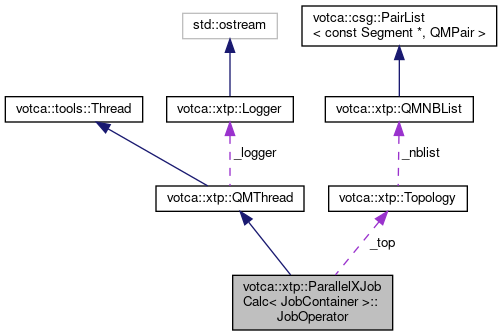 std::ostream
votca::csg::PairList
< const Segment *, QMPair >
votca::tools::Thread
votca::xtp::Logger
votca::xtp::QMNBList
_logger
_nblist
votca::xtp::QMThread
votca::xtp::Topology
_top
votca::xtp::ParallelXJob
Calc< JobContainer >::
JobOperator